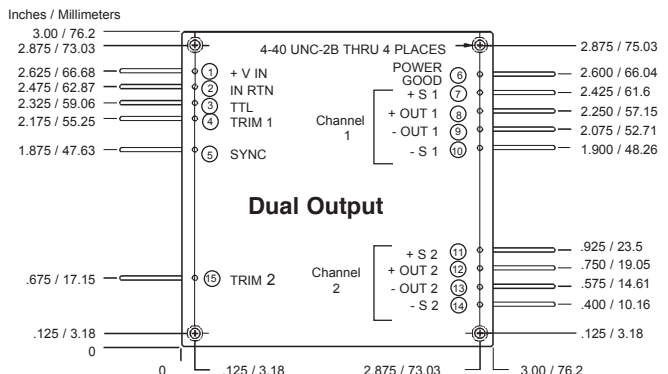 Inches / Millimeters
3.00 / 76.2
2.875 / 73.03
4-40 UNC-2B THRU 4 PLACES
2.875 / 75.03
2.625 / 66.68
1 + V IN
POWER GOOD 6
2.600 / 66.04
2.475 / 62.87
2 IN RTN
+ S 1 7
2.425 / 61.6
2.325 / 59.06
3 TTL
+ OUT 1 8
2.250 / 57.15
2.175 / 55.25
4 TRIM 1
Channel 1
- OUT 1 9
2.075 / 52.71
1.875 / 47.63
5 SYNC
- S 1 10
1.900 / 48.26
Dual Output
+ S 2 11
.925 / 23.5
.675 / 17.15
15 TRIM 2
Channel 2
+ OUT 2 12
.750 / 19.05
- OUT 2 13
.575 / 14.61
- S 2 14
.400 / 10.16
.125 / 3.18
.125 / 3.18
0
0
.125 / 3.18
2.875 / 73.03
3.00 / 76.2